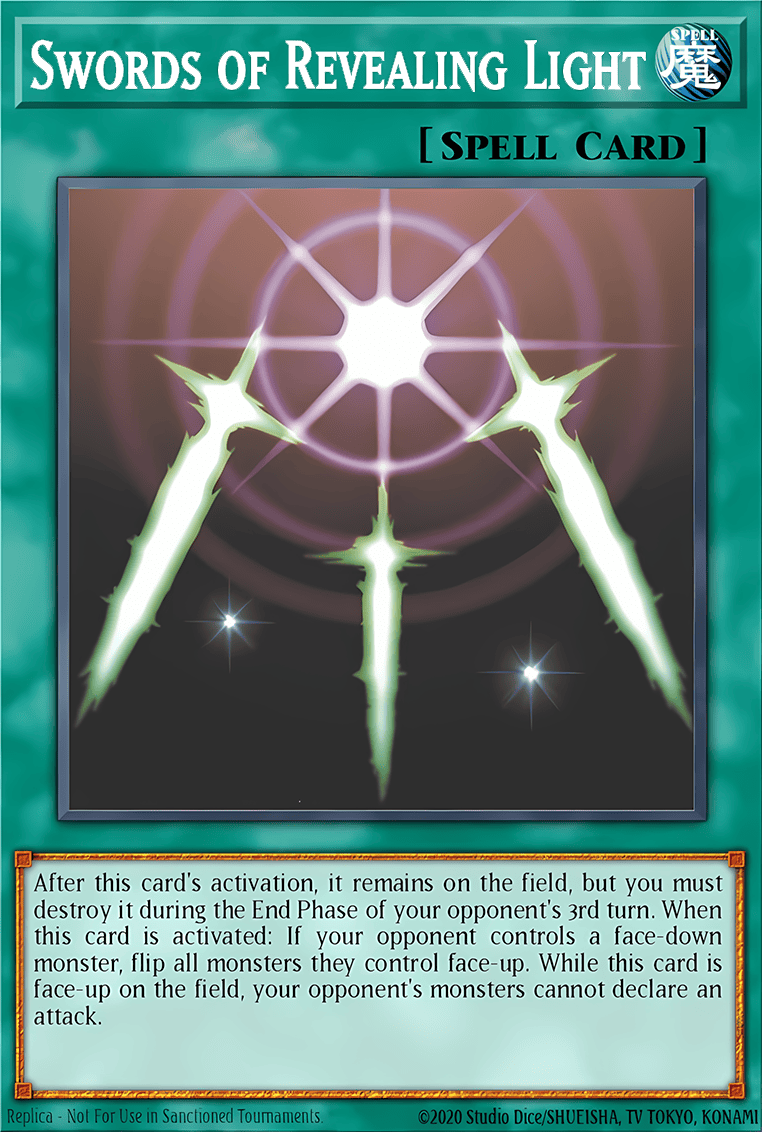 Swords of Revealing Light
SPELL
魔
[Spell Card]
After this card's activation, it remains on the field, but you must
destroy it during the End Phase of your opponent's 3rd turn. When
this card is activated: If your opponent controls a face-down
monster, flip all monsters they control face-up. While this card is
face-up on the field, your opponent's monsters cannot declare an
attack.
Replica - Not For Use in Sanctioned Tournaments.
©2020 Studio Dice/SHUEISHA, TV TOKYO, KONAMI